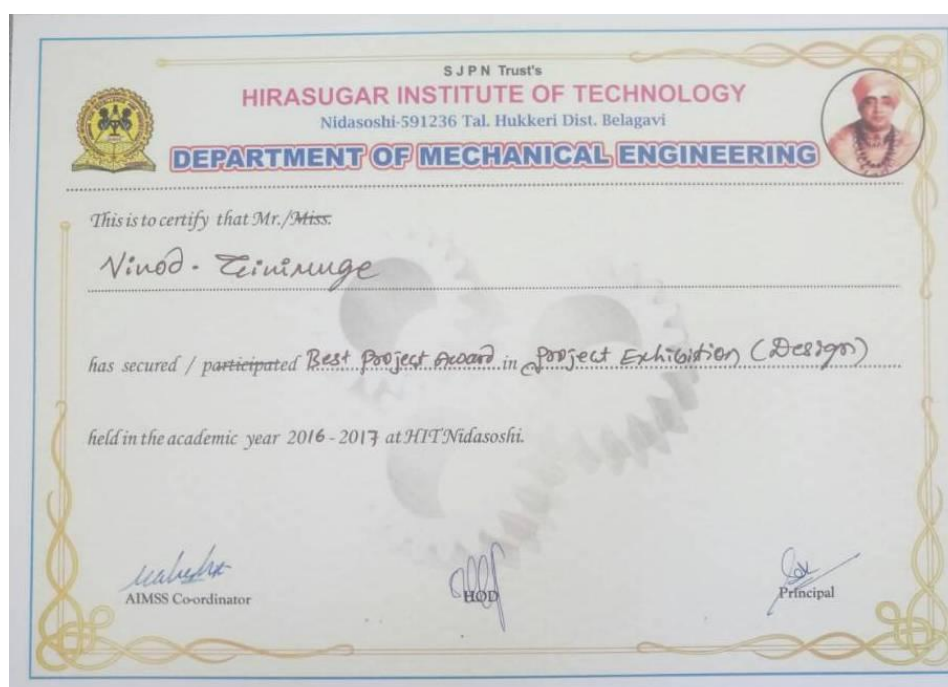 S J P N Trust's
HIRASUGAR INSTITUTE OF TECHNOLOGY
Nidasoshi-591236 Tal. Hukkeri Dist. Belagavi
DEPARTMENT OF MECHANICAL ENGINEERING
This is to certify that Mr./Miss.
Vinod.
has secured / participated Best Project Award in Project Exhibition (Design)
held in the academic year 2016-2017 at HIT Nidasoshi.
AIMSS Co-ordinator HOD Principal